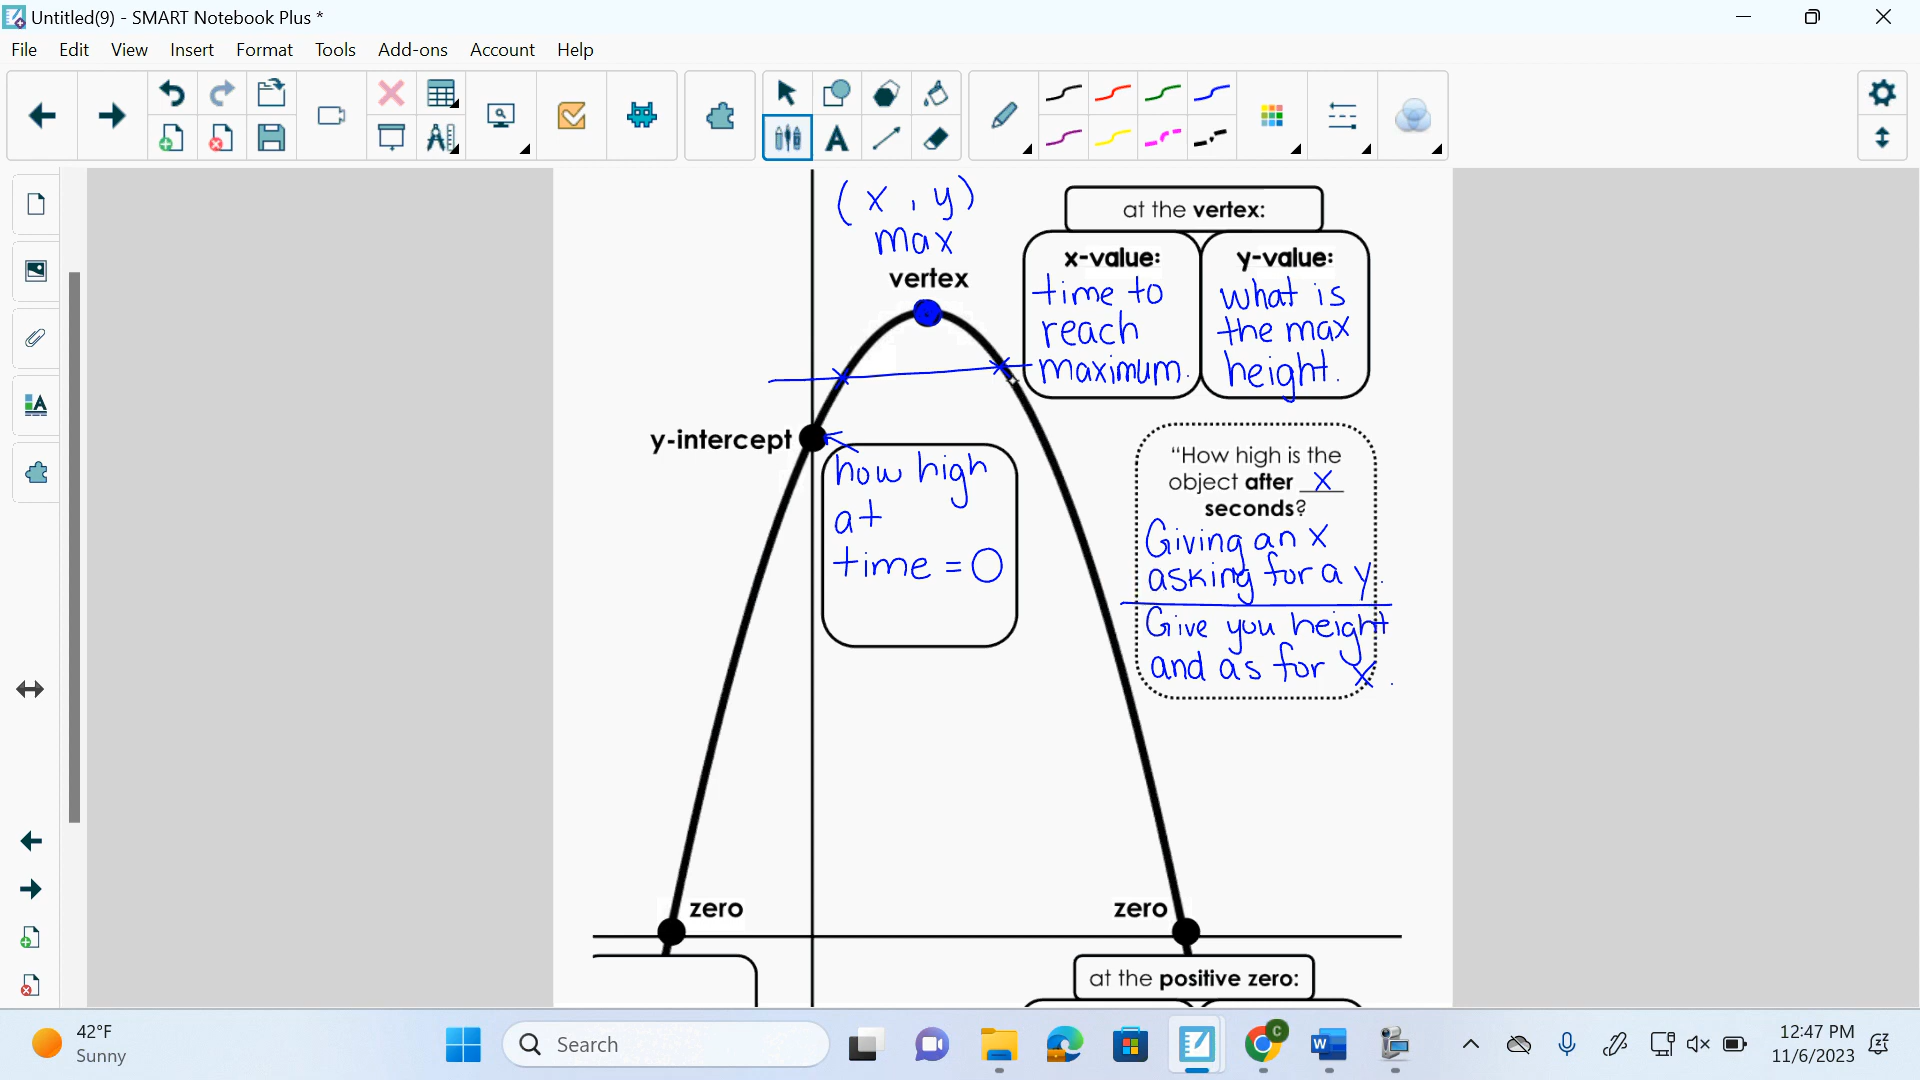 Untitled(9) - SMART Notebook Plus *
File Edit View Insert Format Tools Add-ons Account Help
(x, y)
max
vertex
at the vertex:
x-value:
time to
reach
maximum.
y-value:
what is
the max
height.
y-intercept
how high
at
time = 0
"How high is the
object after x
seconds?
Giving an x
asking for a y.
Give you height
and as for x.
zero
zero
at the positive zero:
42°F
Sunny
Search
12:47 PM
11/6/2023